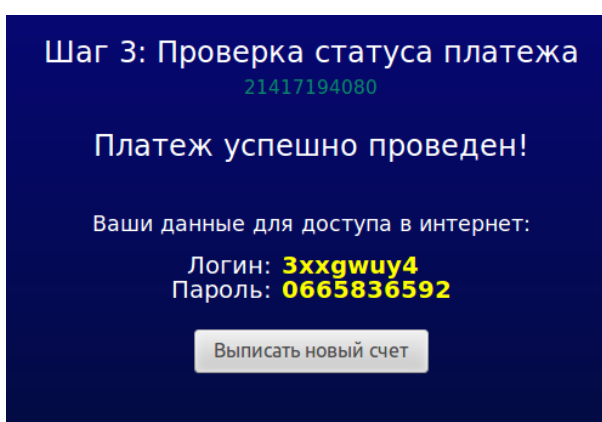 Шаг 3: Проверка статуса платежа
21417194080
Платеж успешно проведен!
Ваши данные для доступа в интернет:
Логин: 3xxgwuy4
Пароль: 0665836592
Выписать новый счет